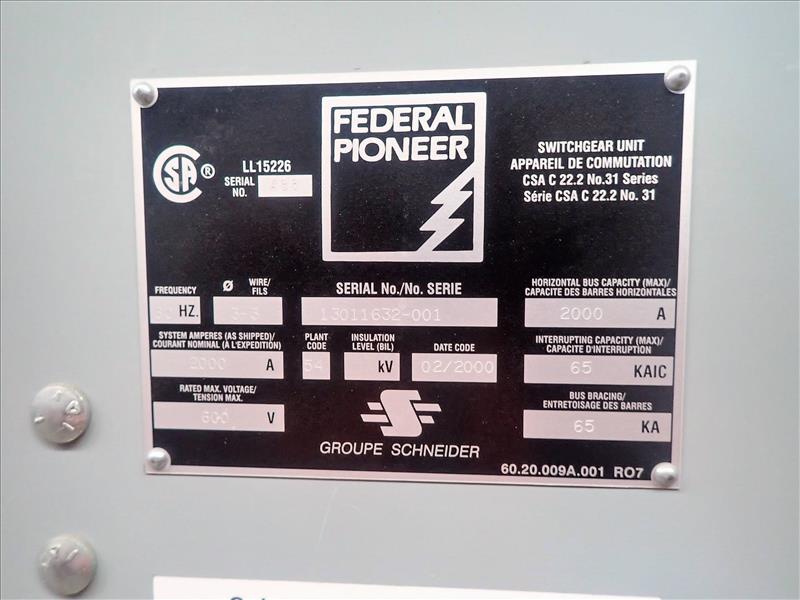 FEDERAL
PIONEER
CSA ®
LL15226
SERIAL
NO.
SWITCHGEAR UNIT
APPAREIL DE COMMUTATION
CSA C 22.2 No.31 Series
Série CSA C 22.2 No. 31
FREQUENCY
HZ.
Ø WIRE/
FILS
3-3
SERIAL No./No. SERIE
13011632-001
HORIZONTAL BUS CAPACITY (MAX)/
CAPACITE DES BARRES HORIZONTALES
2000 A
SYSTEM AMPERES (AS SHIPPED)/
COURANT NOMINAL (À L'EXPEDITION)
2000 A
PLANT
CODE
54
INSULATION
LEVEL (BIL)
kV
DATE CODE
02/2000
INTERRUPTING CAPACITY (MAX)/
CAPACITE D'INTERRUPTION
65 KAIC
RATED MAX. VOLTAGE/
TENSION MAX.
600 V
GROUPE SCHNEIDER
BUS BRACING/
ENTRETOISAGE DES BARRES
65 KA
60.20.009A.001 RO7